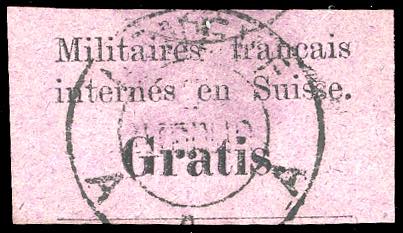 Militaires français
internés en Suisse.
Gratis